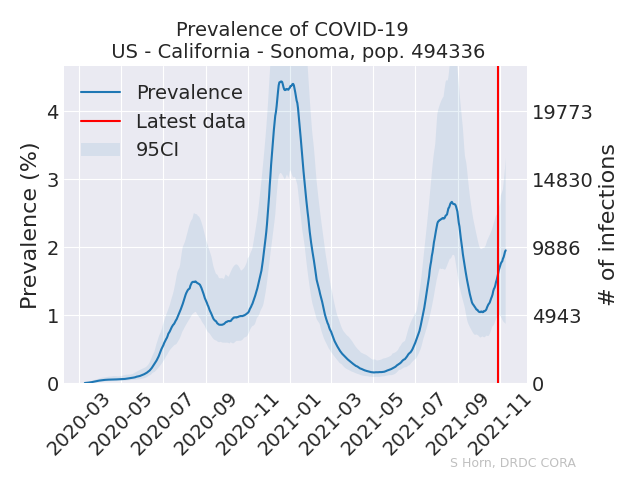 Prevalence of COVID-19
US - California - Sonoma, pop. 494336
Prevalence
Latest data
95CI
Prevalence (%)
4
3
2
1
0
19773
14830
9886
4943
0
# of infections
2020-03
2020-05
2020-07
2020-09
2020-11
2021-01
2021-03
2021-05
2021-07
2021-09
2021-11
S Horn, DRDC CORA